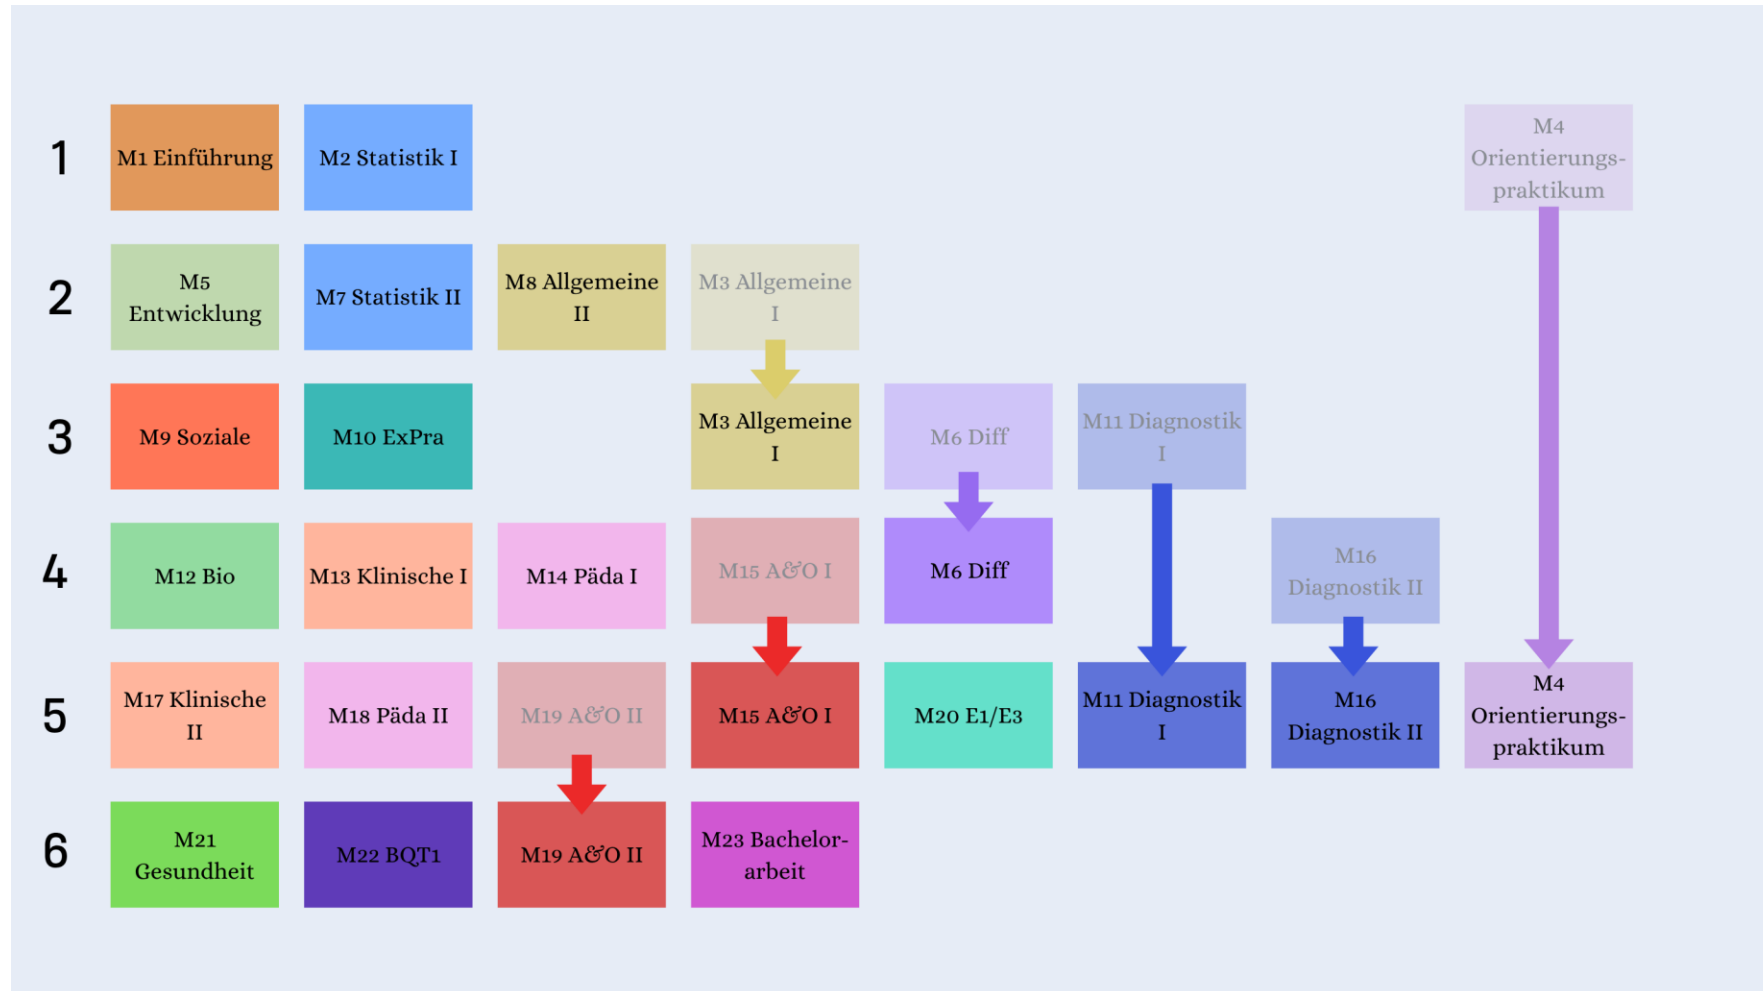 1
M1 Einführung
M2 Statistik I
M4
Orientierungs-
praktikum
2
M5
Entwicklung
M7 Statistik II
M8 Allgemeine
II
M3 Allgemeine
I
3
M9 Soziale
M10 ExPra
M3 Allgemeine
I
M6 Diff
M11 Diagnostik
I
4
M12 Bio
M13 Klinische I
M14 Päda I
M15 A&O I
M6 Diff
M16
Diagnostik II
5
M17 Klinische
II
M18 Päda II
M19 A&O II
M15 A&O I
M20 E1/E3
M11 Diagnostik
I
M16
Diagnostik II
M4
Orientierungs-
praktikum
6
M21
Gesundheit
M22 BQT1
M19 A&O II
M23 Bachelor-
arbeit